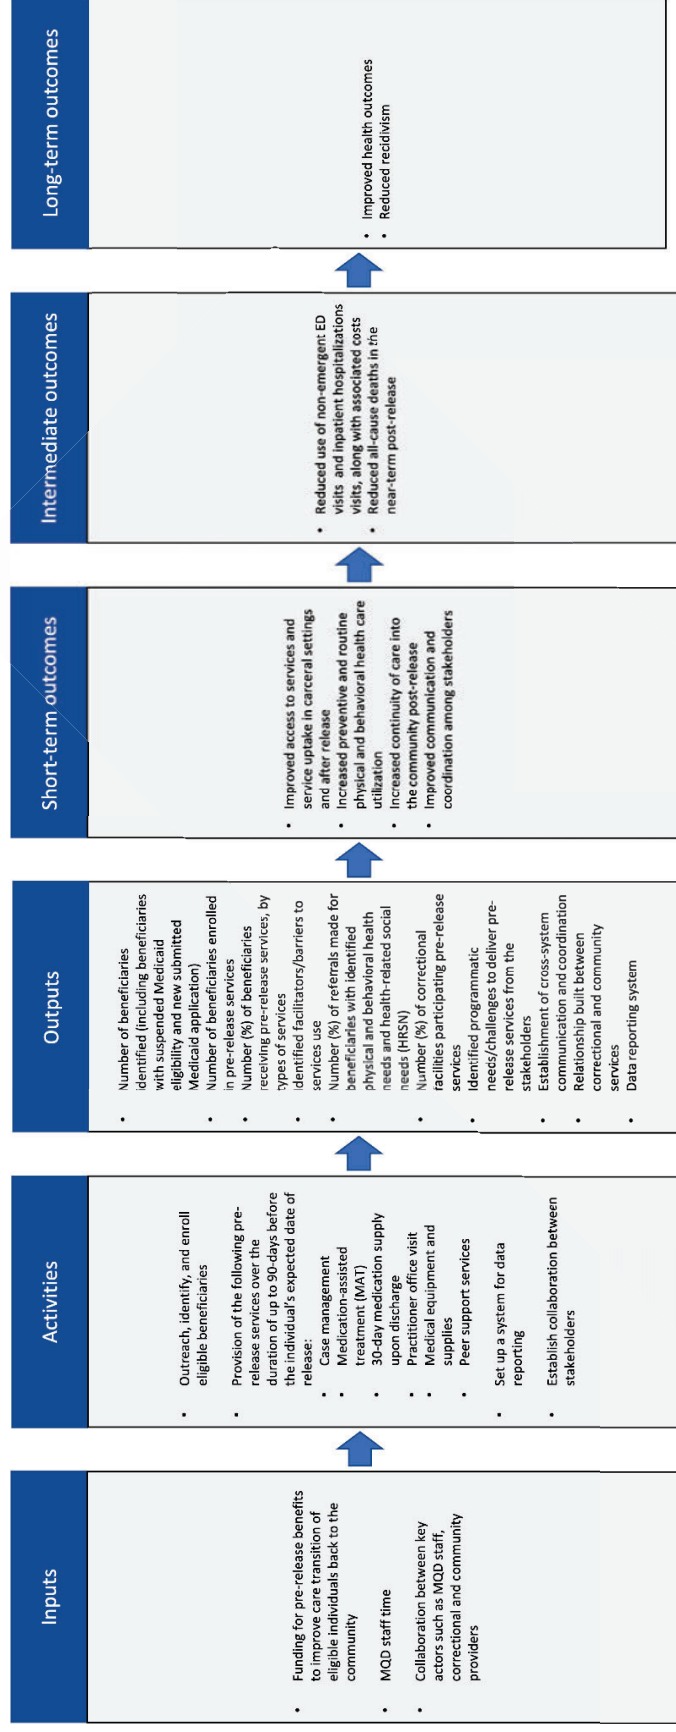 Inputs
Funding for pre-release benefits
to improve care transition of
eligible individuals back to the
community
MQD staff time
Collaboration between key
actors such as MQD staff,
correctional and community
providers
Activities
Outreach, identify, and enroll
eligible beneficiaries
Provision of the following pre-
release services over the
duration of up to 90-days before
the individual's expected date of
release:
Case management
Medication-assisted
treatment (MAT)
30-day medication supply
upon discharge
Practitioner office visit
Medical equipment and
supplies
Peer support services
Set up a system for data
reporting
Establish collaboration between
stakeholders
Outputs
Number of beneficiaries
identified (including beneficiaries
with suspended Medicaid
eligibility and new submitted
Medicaid application)
Number of beneficiaries enrolled
in pre-release services
Number (%) of beneficiaries
receiving pre-release services, by
types of services
Identified facilitators/barriers to
services use
Number (%) of referrals made for
beneficiaries with identified
physical and behavioral health
needs and health-related social
needs (HRSN)
Number (%) of correctional
facilities participating pre-release
services
Identified programmatic
needs/challenges to deliver pre-
release services from the
stakeholders
Establishment of cross-system
communication and coordination
Relationship built between
correctional and community
services
Data reporting system
Short-term outcomes
Improved access to services and
service uptake in carceral settings
and after release
Increased preventive and routine
physical and behavioral health care
utilization
Increased continuity of care into
the community post-release
Improved communication and
coordination among stakeholders
Intermediate outcomes
Reduced use of non-emergent ED
visits and inpatient hospitalizations
visits, along with associated costs
Reduced all-cause deaths in the
near-term post-release
Long-term outcomes
Improved health outcomes
Reduced recidivism